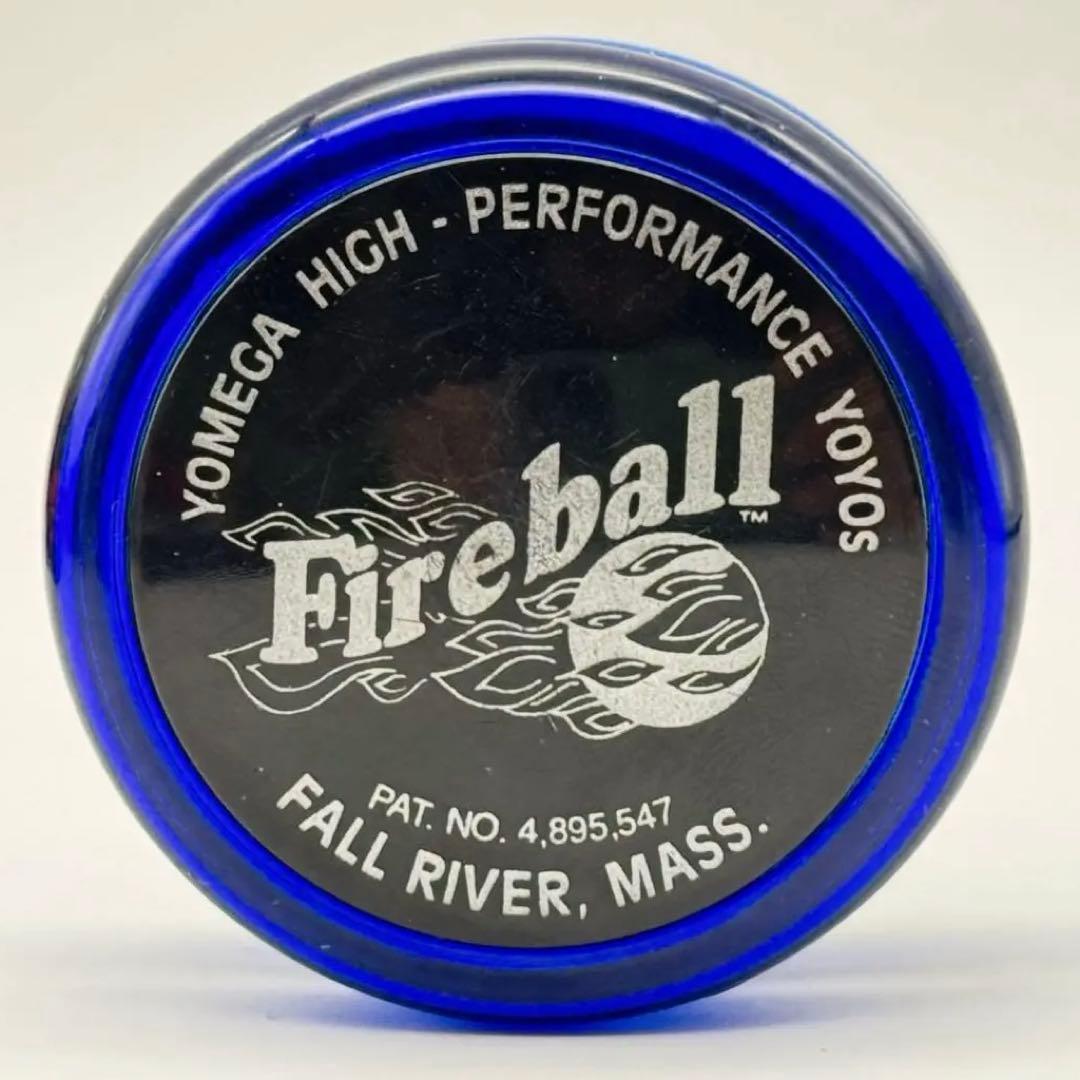 YOMEGA HIGH - PERFORMANCE YOYOS
Fireball™
PAT. NO. 4,895,547
FALL RIVER, MASS.